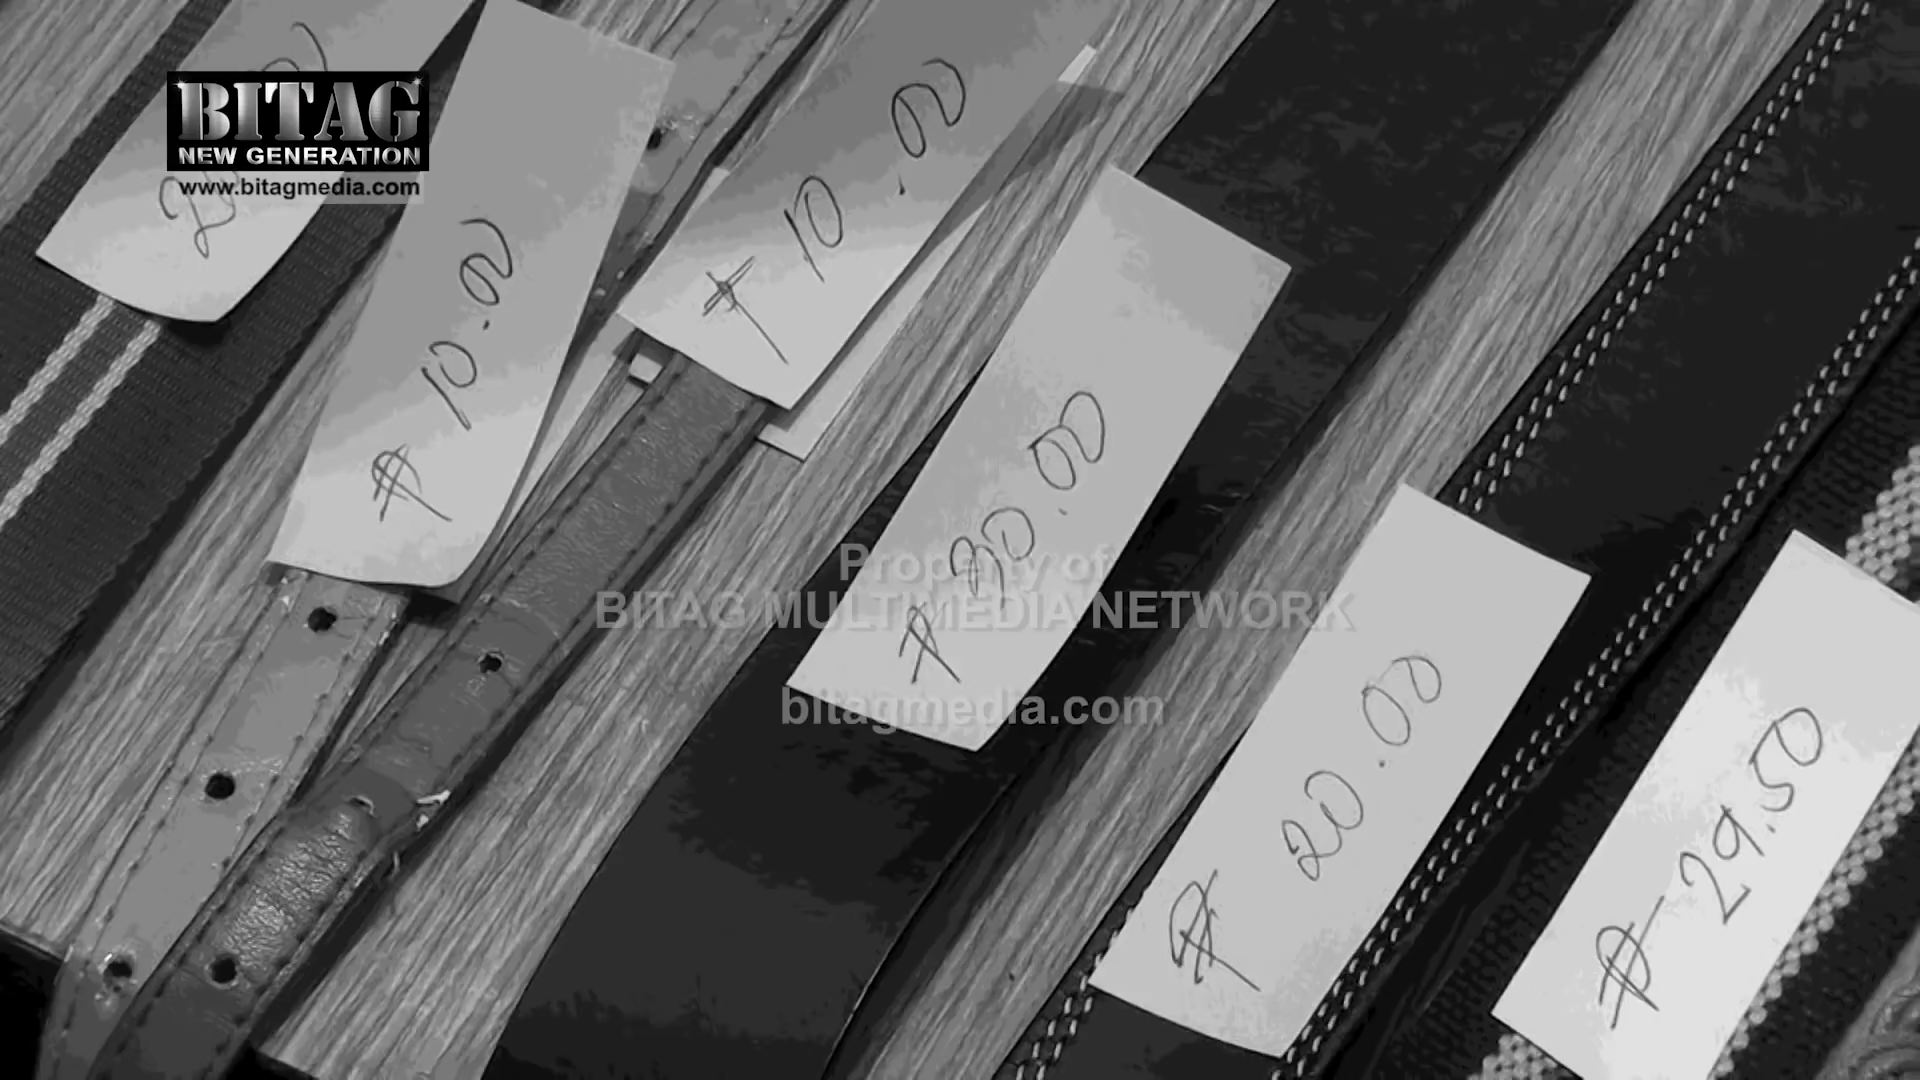 BITAG
NEW GENERATION
www.bitagmedia.com
₱ 10.00
₱ 10.00
₱ 30.00
₱ 20.00
₱ 29.50
Property of
BITAG MULTIMEDIA NETWORK
bitagmedia.com